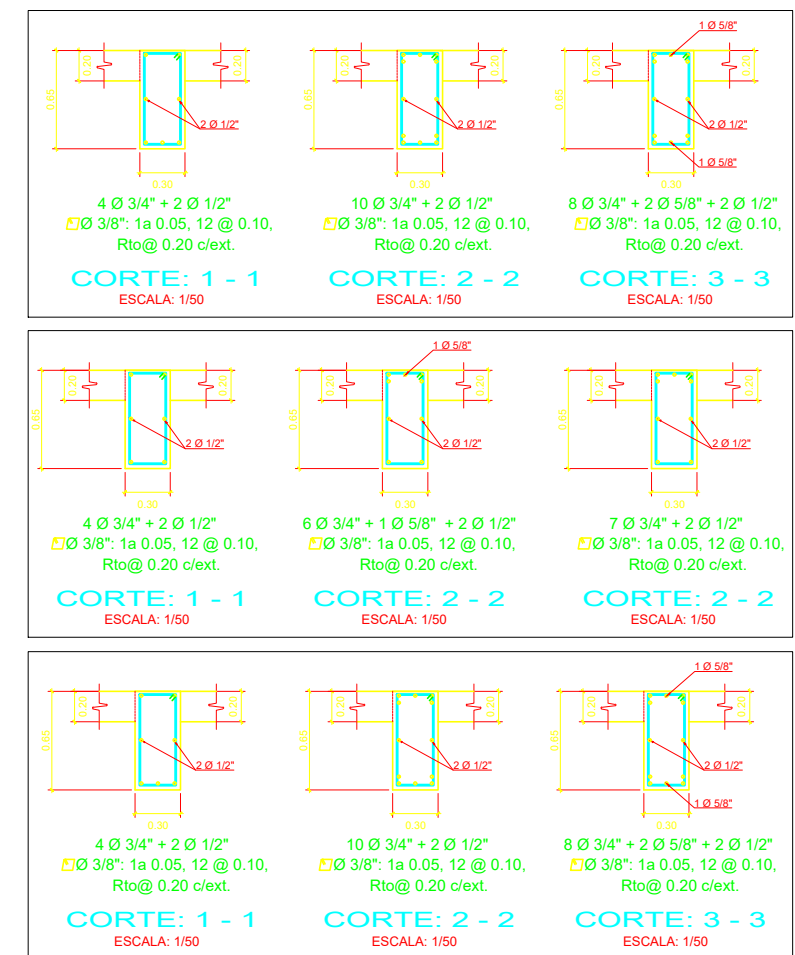 1 Ø 5/8"
0.20 0.20 0.20 0.20 0.20 0.20
0.65 0.65 0.65
2 Ø 1/2" 2 Ø 1/2" 2 Ø 1/2"
1 Ø 5/8"
0.30 0.30 0.30
4 Ø 3/4" + 2 Ø 1/2" 10 Ø 3/4" + 2 Ø 1/2" 8 Ø 3/4" + 2 Ø 5/8" + 2 Ø 1/2"
Ø 3/8": 1a 0.05, 12 @ 0.10, Ø 3/8": 1a 0.05, 12 @ 0.10, Ø 3/8": 1a 0.05, 12 @ 0.10,
Rto@ 0.20 c/ext. Rto@ 0.20 c/ext. Rto@ 0.20 c/ext.
CORTE: 1 - 1 CORTE: 2 - 2 CORTE: 3 - 3
ESCALA: 1/50 ESCALA: 1/50 ESCALA: 1/50
1 Ø 5/8"
0.20 0.20 0.20 0.20 0.20 0.20
0.65 0.65 0.65
2 Ø 1/2" 2 Ø 1/2" 2 Ø 1/2"
0.30 0.30 0.30
4 Ø 3/4" + 2 Ø 1/2" 6 Ø 3/4" + 1 Ø 5/8" + 2 Ø 1/2" 7 Ø 3/4" + 2 Ø 1/2"
Ø 3/8": 1a 0.05, 12 @ 0.10, Ø 3/8": 1a 0.05, 12 @ 0.10, Ø 3/8": 1a 0.05, 12 @ 0.10,
Rto@ 0.20 c/ext. Rto@ 0.20 c/ext. Rto@ 0.20 c/ext.
CORTE: 1 - 1 CORTE: 2 - 2 CORTE: 2 - 2
ESCALA: 1/50 ESCALA: 1/50 ESCALA: 1/50
1 Ø 5/8"
0.20 0.20 0.20 0.20 0.20 0.20
0.65 0.65 0.65
2 Ø 1/2" 2 Ø 1/2" 2 Ø 1/2"
1 Ø 5/8"
0.30 0.30 0.30
4 Ø 3/4" + 2 Ø 1/2" 10 Ø 3/4" + 2 Ø 1/2" 8 Ø 3/4" + 2 Ø 5/8" + 2 Ø 1/2"
Ø 3/8": 1a 0.05, 12 @ 0.10, Ø 3/8": 1a 0.05, 12 @ 0.10, Ø 3/8": 1a 0.05, 12 @ 0.10,
Rto@ 0.20 c/ext. Rto@ 0.20 c/ext. Rto@ 0.20 c/ext.
CORTE: 1 - 1 CORTE: 2 - 2 CORTE: 3 - 3
ESCALA: 1/50 ESCALA: 1/50 ESCALA: 1/50